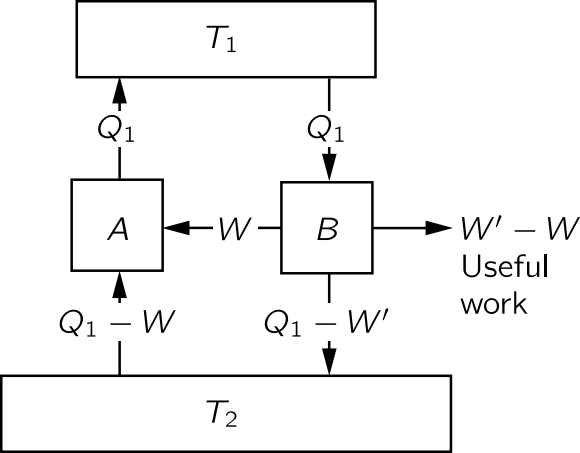 T₁
Q₁
Q₁
A
W
B
W′ – W
Useful
work
Q₁ – W
Q₁ – W′
T₂